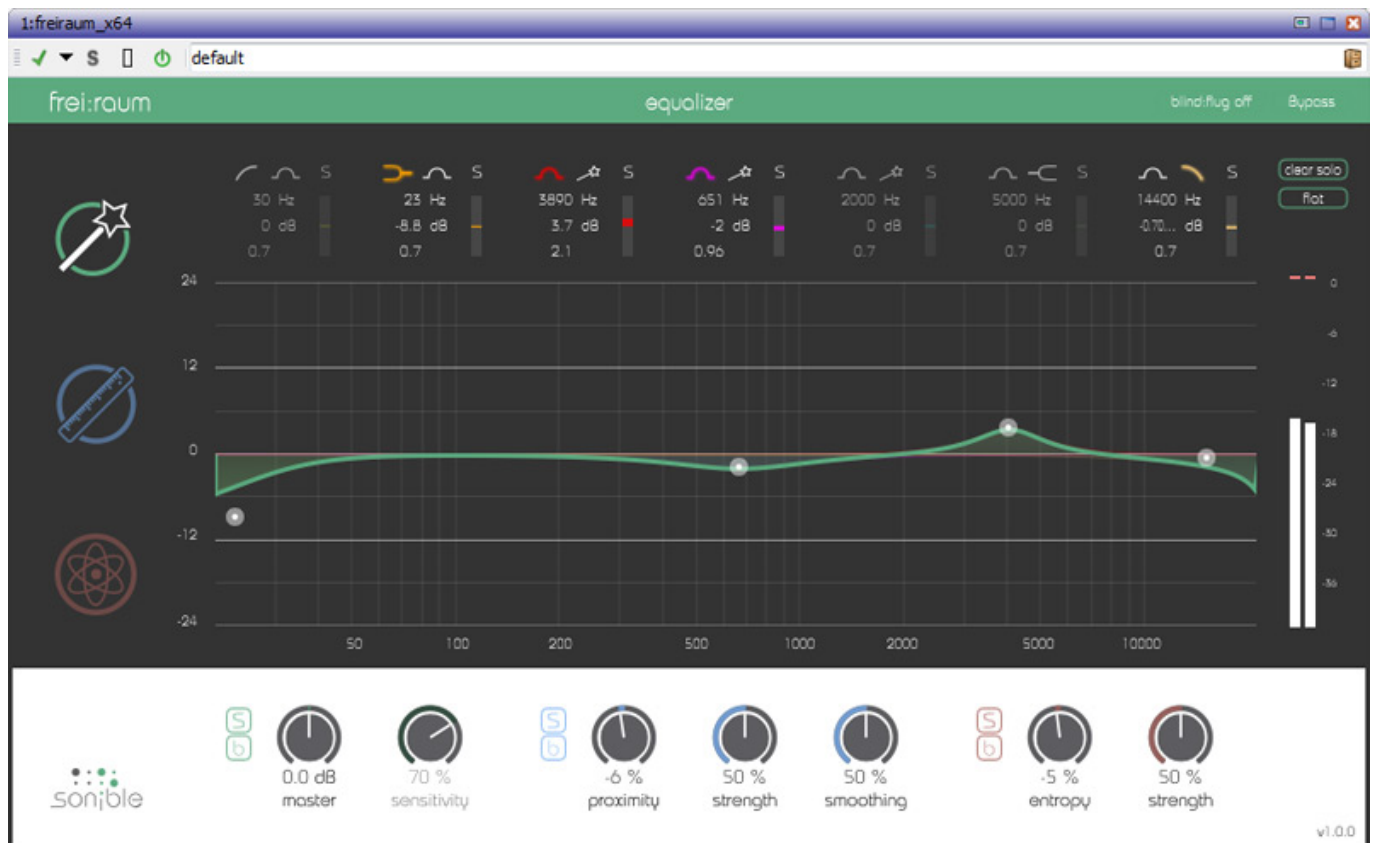 1:freiraum_x64
S default
frei:raum equalizer blind:flug off Bypass
S S S S S S S clear solo
30 Hz 23 Hz 3890 Hz 651 Hz 2000 Hz 5000 Hz 14400 Hz flat
0 dB -8.8 dB 3.7 dB -2 dB 0 dB 0 dB -0.70... dB
0.7 0.7 2.1 0.96 0.7 0.7 0.7
24 0
-6
12 -12
-18
0
-24
-12 -30
-36
-24
50 100 200 500 1000 2000 5000 10000
S S S
b b b
0.0 dB 70 % -6 % 50 % 50 % -5 % 50 %
sonible master sensitivity proximity strength smoothing entropy strength
v1.0.0